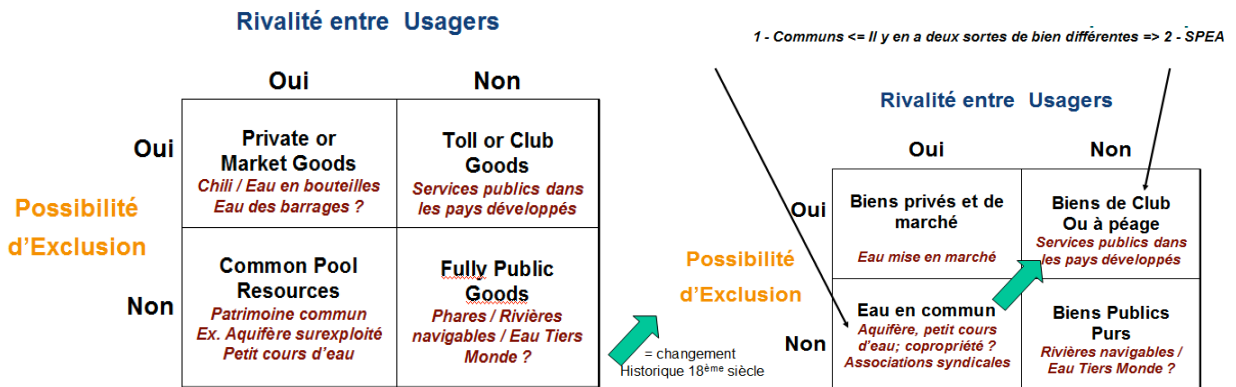 Rivalité entre Usagers
Oui Non
Oui
Private or
Market Goods
Chili / Eau en bouteilles
Eau des barrages ?
Toll or Club
Goods
Services publics dans
les pays développés
Possibilité
d’Exclusion
Non
Common Pool
Resources
Patrimoine commun
Ex. Aquifère surexploité
Petit cours d’eau
Fully Public
Goods
Phares / Rivières
navigables / Eau Tiers
Monde ?
= changement
Historique 18ème siècle
1 - Communs <= Il y en a deux sortes de bien différentes => 2 - SPEA
Rivalité entre Usagers
Oui Non
Oui
Biens privés et de
marché
Eau mise en marché
Biens de Club
Ou à péage
Services publics dans
les pays développés
Possibilité
d’Exclusion
Non
Eau en commun
Aquifère, petit cours
d’eau; copropriété ?
Associations syndicales
Biens Publics
Purs
Rivières navigables /
Eau Tiers Monde ?